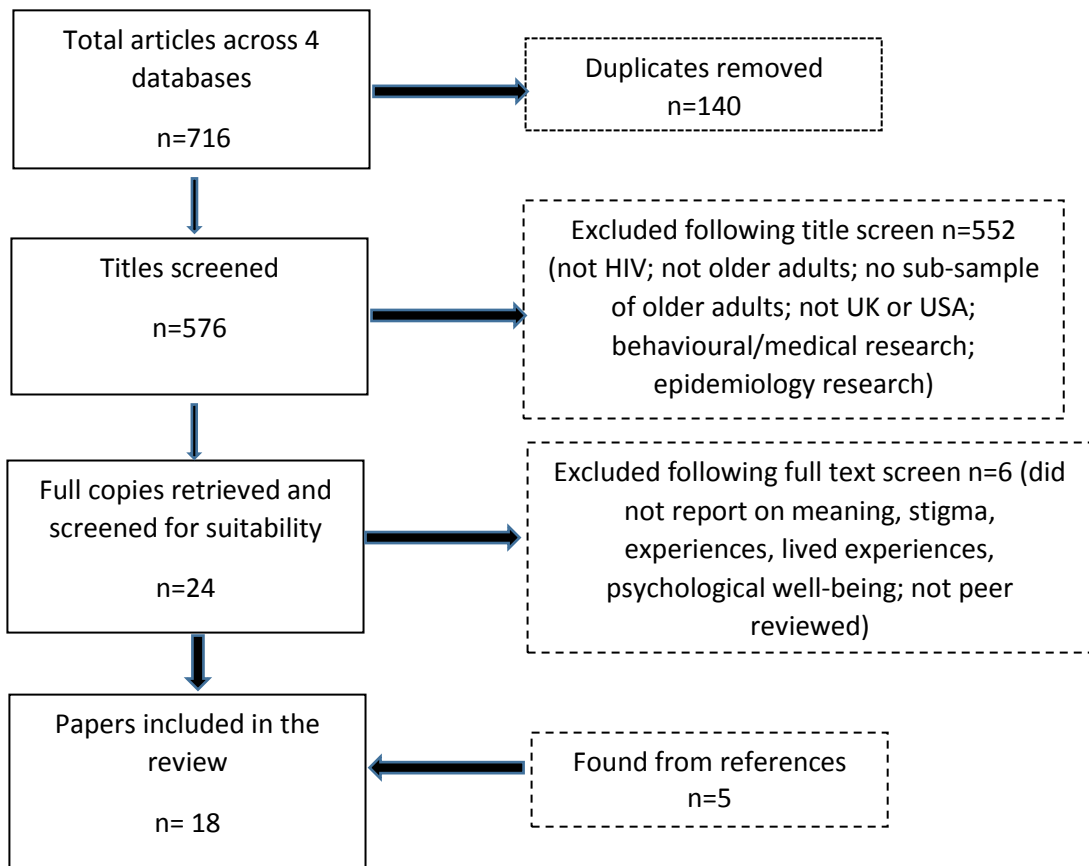 Total articles across 4
databases
n=716
Duplicates removed
n=140
Titles screened
n=576
Excluded following title screen n=552
(not HIV; not older adults; no sub-sample
of older adults; not UK or USA;
behavioural/medical research;
epidemiology research)
Full copies retrieved and
screened for suitability
n=24
Excluded following full text screen n=6 (did
not report on meaning, stigma,
experiences, lived experiences,
psychological well-being; not peer
reviewed)
Papers included in the
review
n= 18
Found from references
n=5